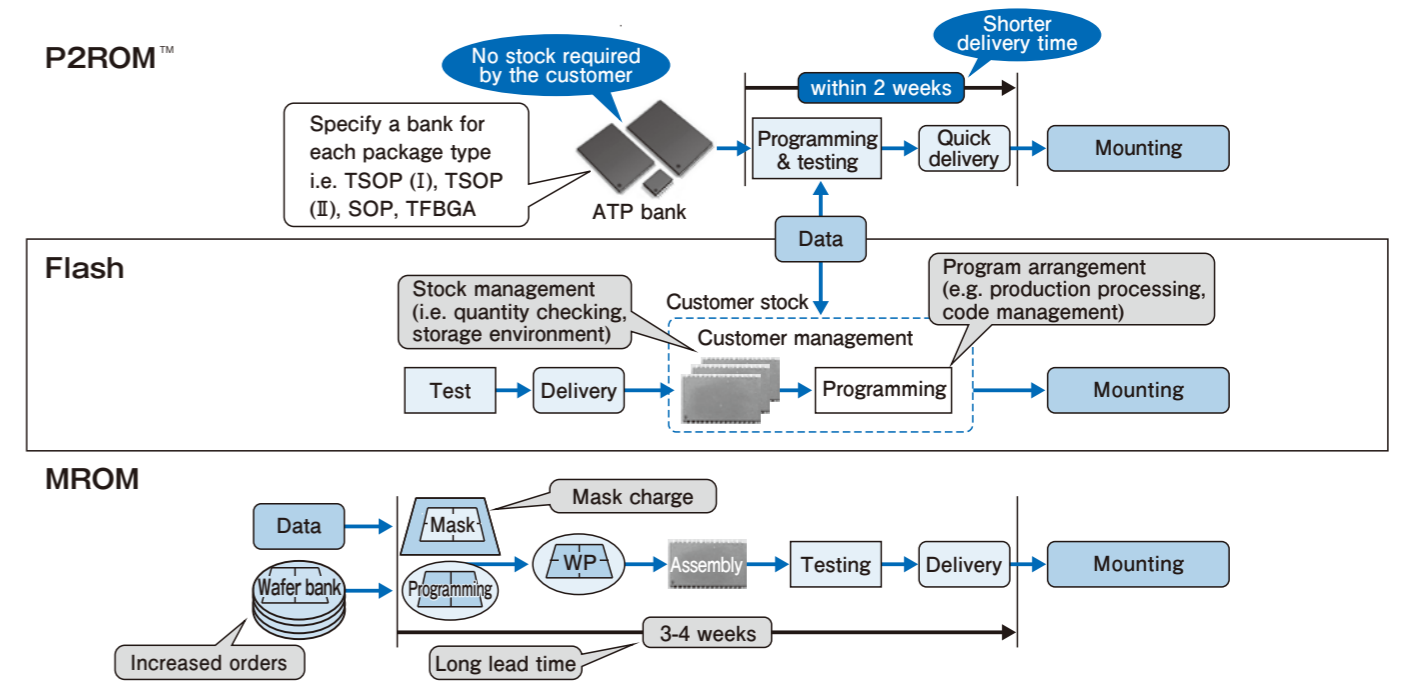 P2ROM™
No stock required
by the customer
Shorter
delivery time
within 2 weeks
Specify a bank for
each package type
i.e. TSOP (Ⅰ), TSOP
(Ⅱ), SOP, TFBGA
ATP bank
Programming
& testing
Quick
delivery
Mounting
Data
Flash
Stock management
(i.e. quantity checking,
storage environment)
Customer stock
Program arrangement
(e.g. production processing,
code management)
Customer management
Test
Delivery
Programming
Mounting
MROM
Data
Mask
Mask charge
Wafer bank
Programming
WP
Assembly
Testing
Delivery
Mounting
3-4 weeks
Increased orders
Long lead time